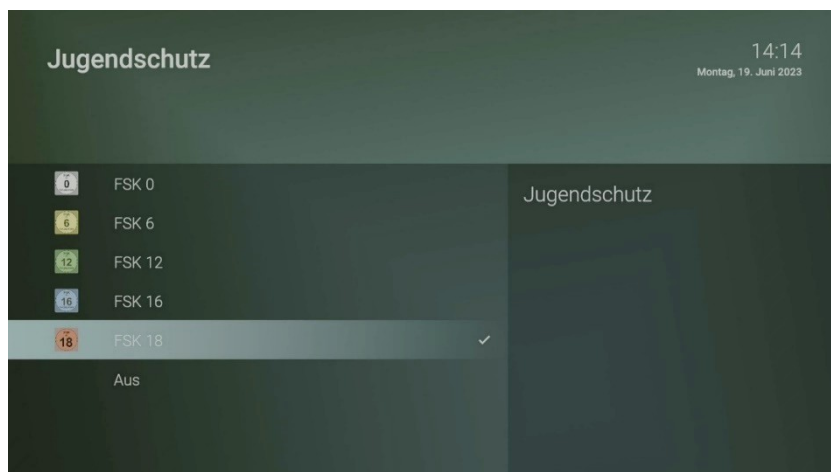 Jugendschutz
14:14
Montag, 19. Juni 2023
0 FSK 0
6 FSK 6
12 FSK 12
16 FSK 16
18 FSK 18
Aus
Jugendschutz